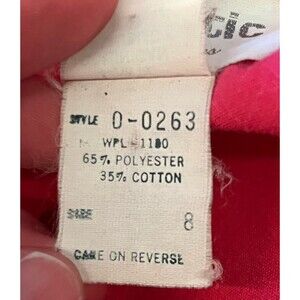 tic
STYLE 0-0263
WPL-1180
65% POLYESTER
35% COTTON
SIZE 8
CARE ON REVERSE